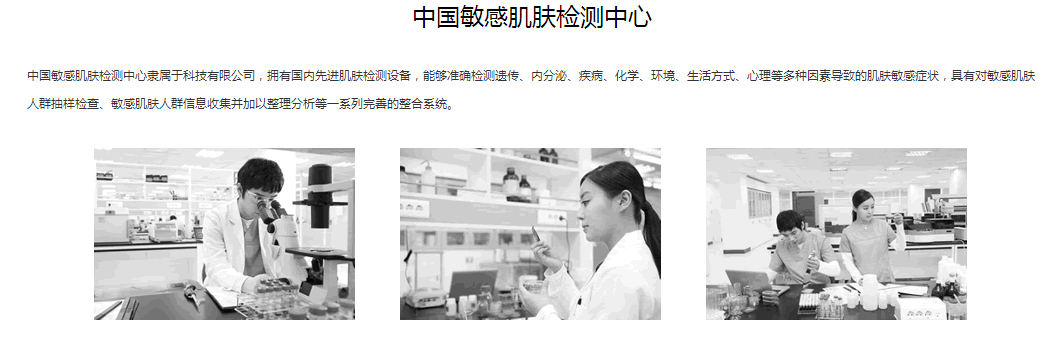 中国敏感肌肤检测中心
中国敏感肌肤检测中心隶属于科技有限公司，拥有国内先进肌肤检测设备，能够准确检测遗传、内分泌、疾病、化学、环境、生活方式、心理等多种因素导致的肌肤敏感症状，具有对敏感肌肤
人群抽样检查、敏感肌肤人群信息收集并加以整理分析等一系列完善的整合系统。